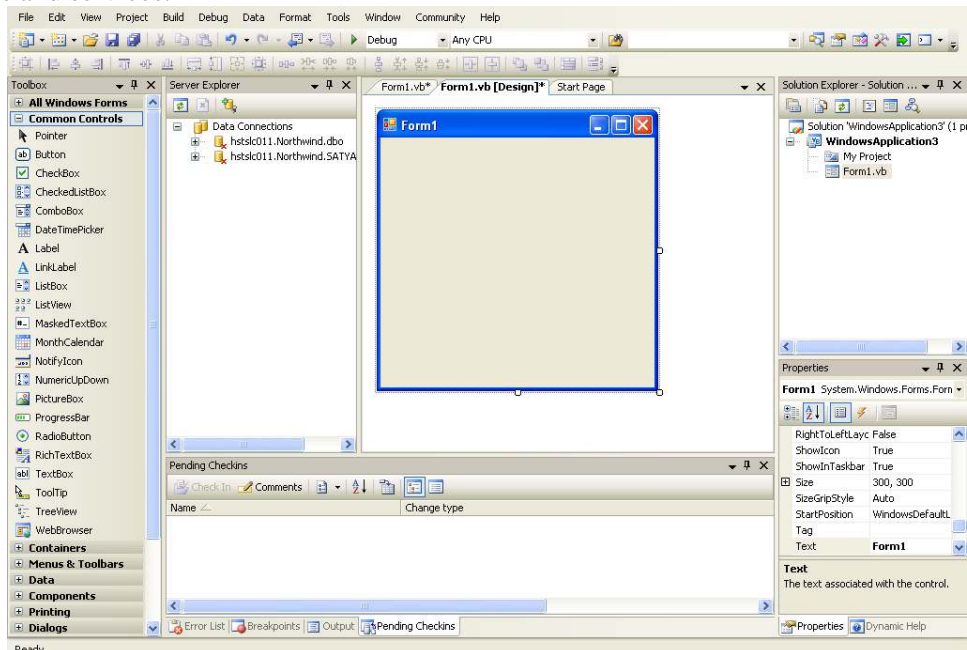 File Edit View Project Build Debug Data Format Tools Window Community Help
Debug Any CPU
Toolbox
All Windows Forms
Common Controls
Pointer
Button
CheckBox
CheckedListBox
ComboBox
DateTimePicker
Label
LinkLabel
ListBox
ListView
MaskedTextBox
MonthCalendar
NotifyIcon
NumericUpDown
PictureBox
ProgressBar
RadioButton
RichTextBox
TextBox
ToolTip
TreeView
WebBrowser
Containers
Menus & Toolbars
Data
Components
Printing
Dialogs
Server Explorer
Data Connections
hstslc011.Northwind.dbo
hstslc011.Northwind.SATYA
Form1.vb* Form1.vb [Design]* Start Page
Form1
Pending Checkins
Check In Comments
Name Change type
Error List Breakpoints Output Pending Checkins
Solution Explorer - Solution ...
Solution 'WindowsApplication3' (1 pr
WindowsApplication3
My Project
Form1.vb
Properties
Form1 System.Windows.Forms.Form
RightToLeftLayc False
ShowIcon True
ShowInTaskbar True
Size 300, 300
SizeGripStyle Auto
StartPosition WindowsDefaultL
Tag
Text Form1
Text
The text associated with the control.
Properties Dynamic Help
Ready